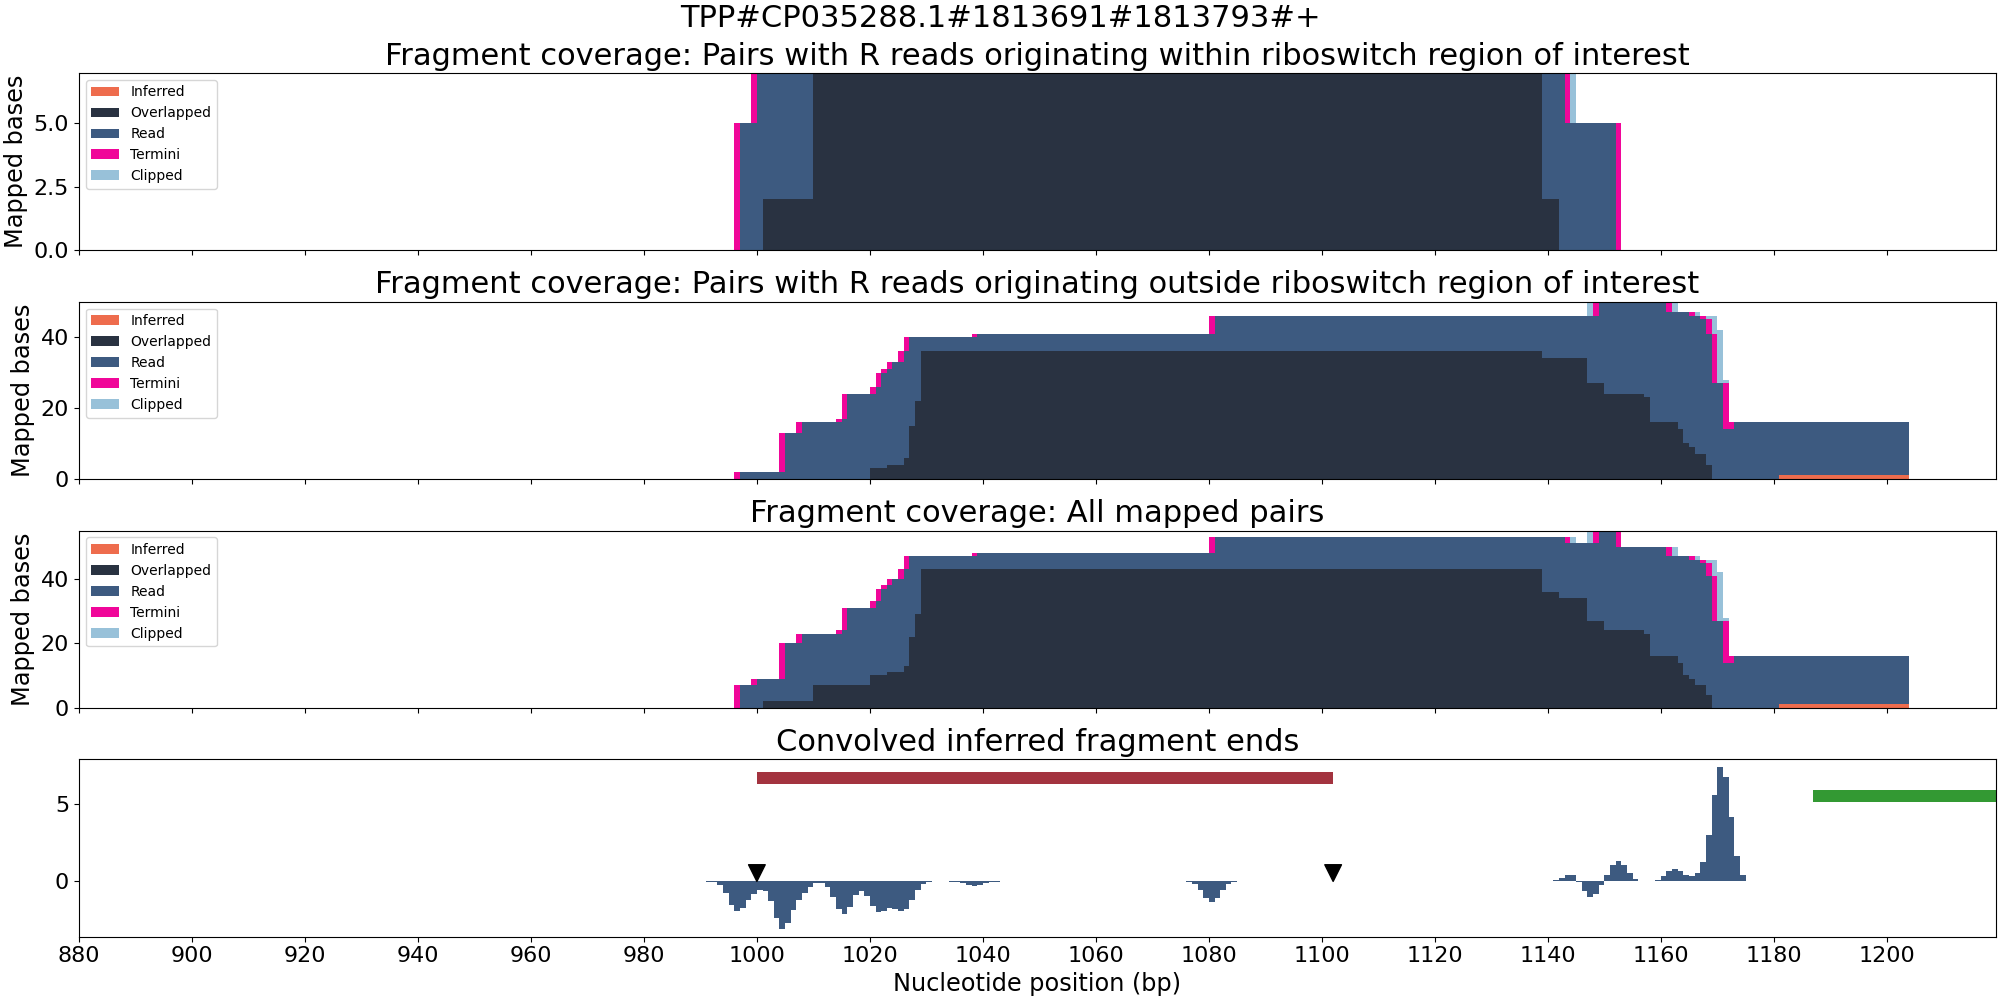 TPP#CP035288.1#1813691#1813793#+
Fragment coverage: Pairs with R reads originating within riboswitch region of interest
Mapped bases
5.0
2.5
0.0
Inferred
Overlapped
Read
Termini
Clipped
Fragment coverage: Pairs with R reads originating outside riboswitch region of interest
Mapped bases
40
20
0
Inferred
Overlapped
Read
Termini
Clipped
Fragment coverage: All mapped pairs
Mapped bases
40
20
0
Inferred
Overlapped
Read
Termini
Clipped
Convolved inferred fragment ends
5
0
880 900 920 940 960 980 1000 1020 1040 1060 1080 1100 1120 1140 1160 1180 1200
Nucleotide position (bp)